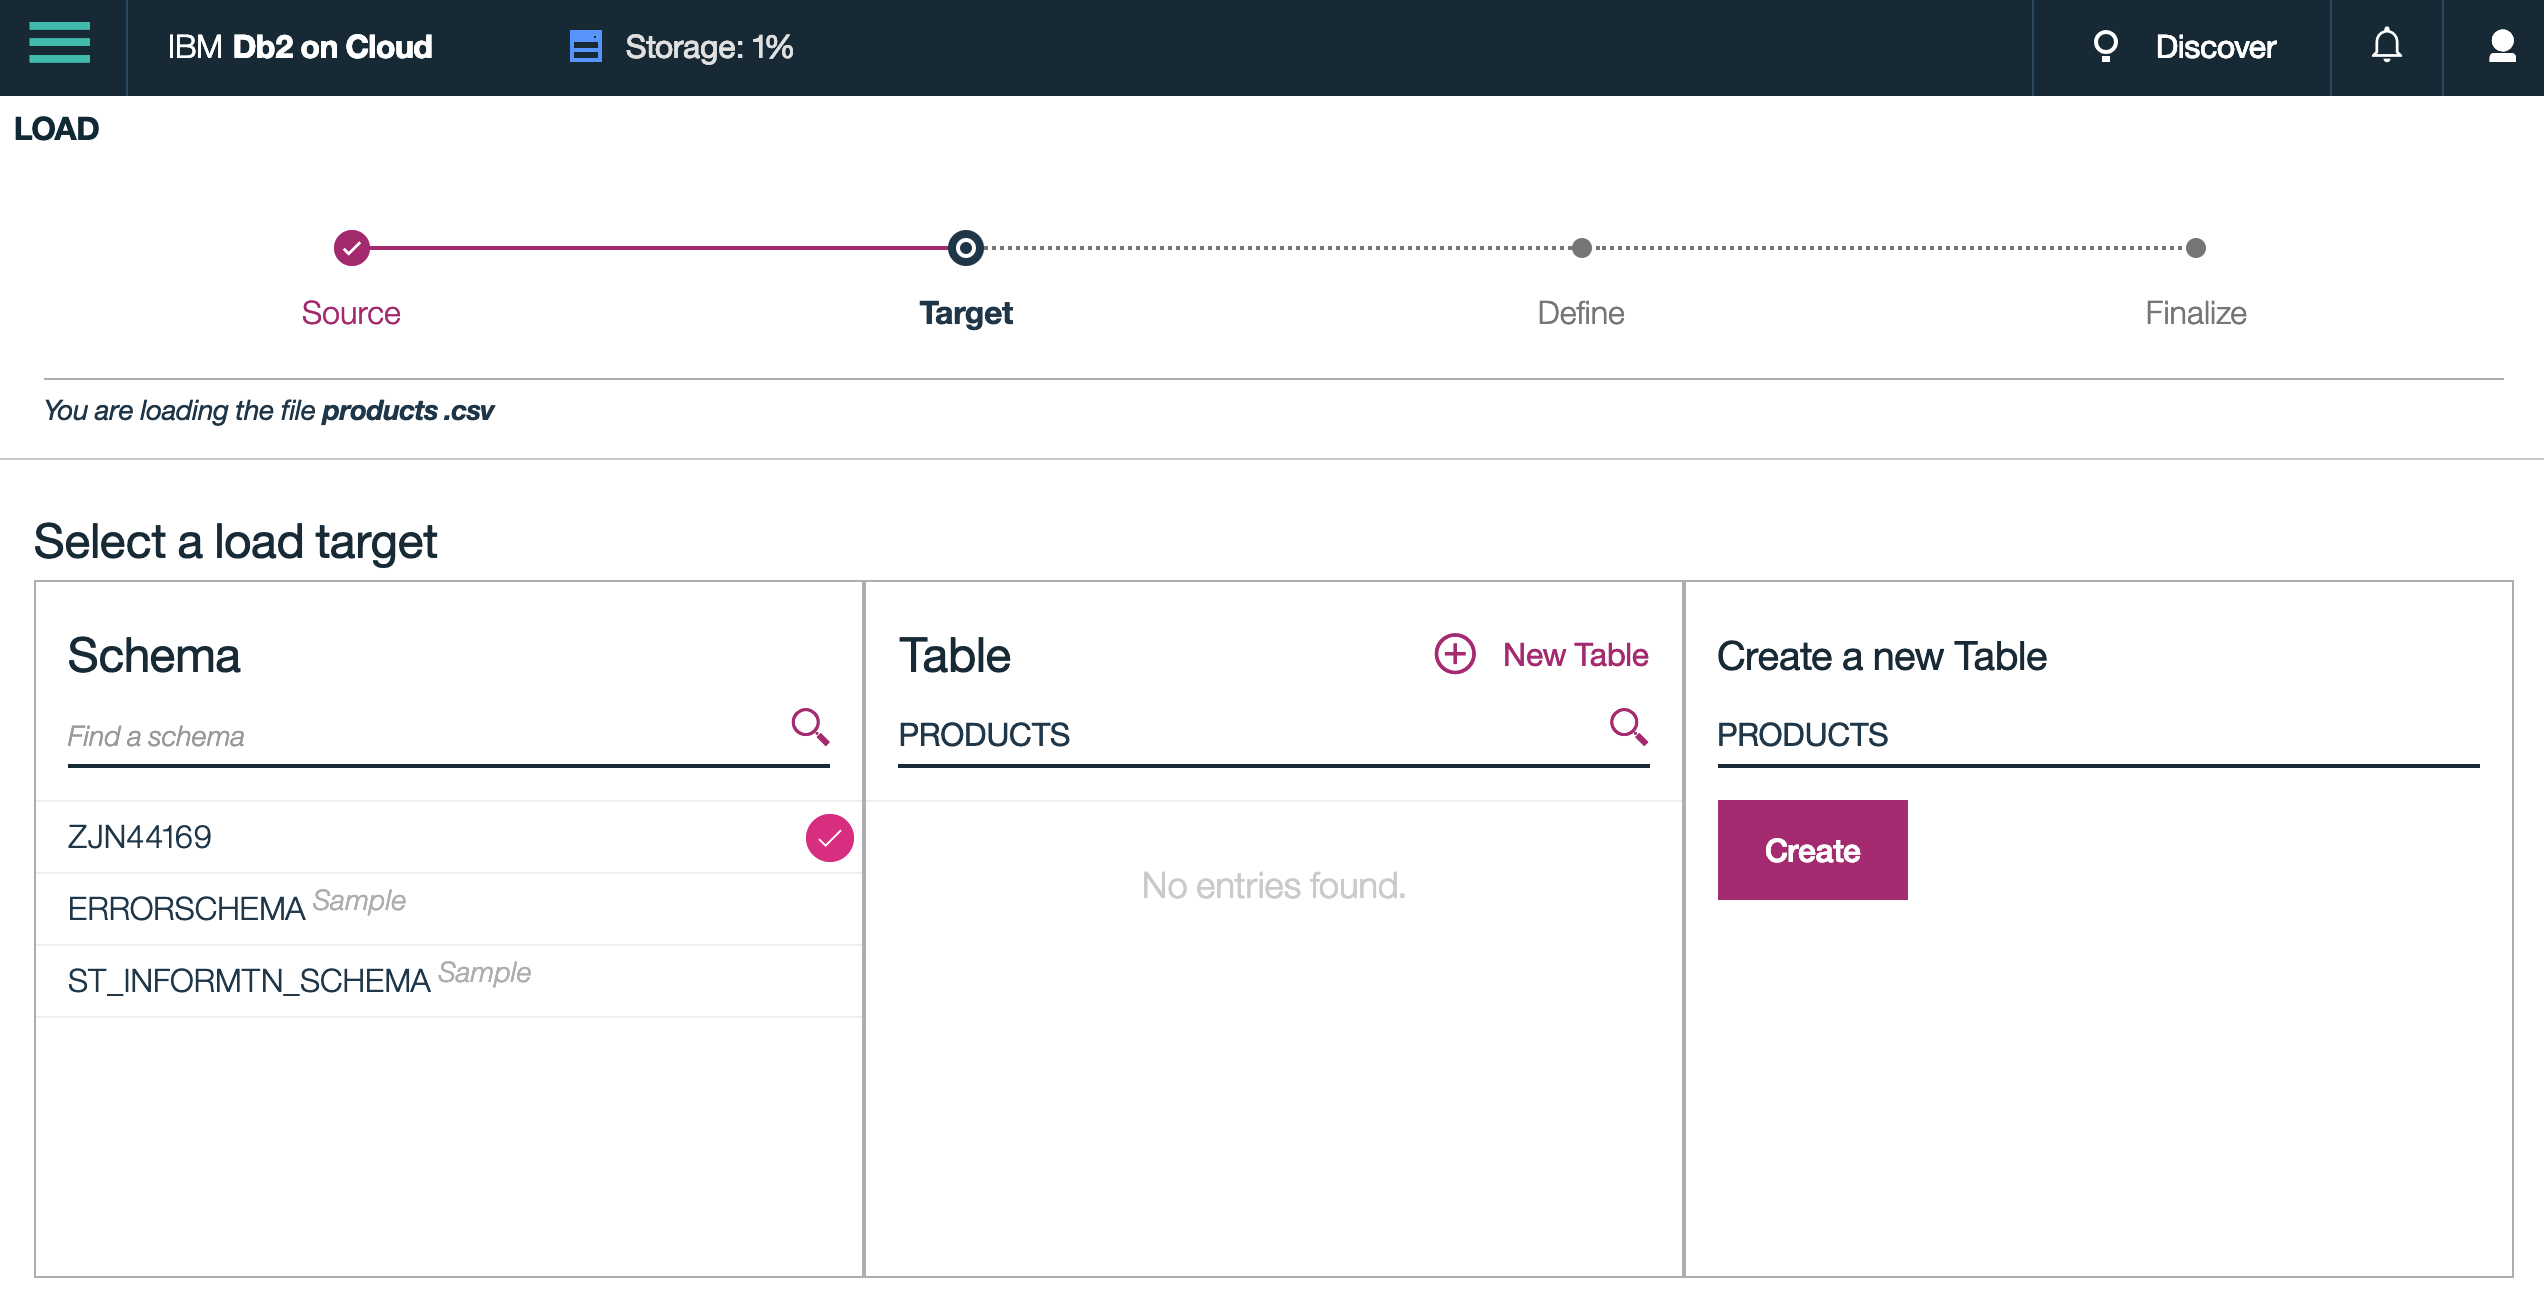 IBM Db2 on Cloud
Storage: 1%
Discover
LOAD
Source
Target
Define
Finalize
You are loading the file products .csv
Select a load target
Schema
Find a schema
ZJN44169
ERRORSCHEMA Sample
ST_INFORMTN_SCHEMA Sample
Table
New Table
PRODUCTS
No entries found.
Create a new Table
PRODUCTS
Create